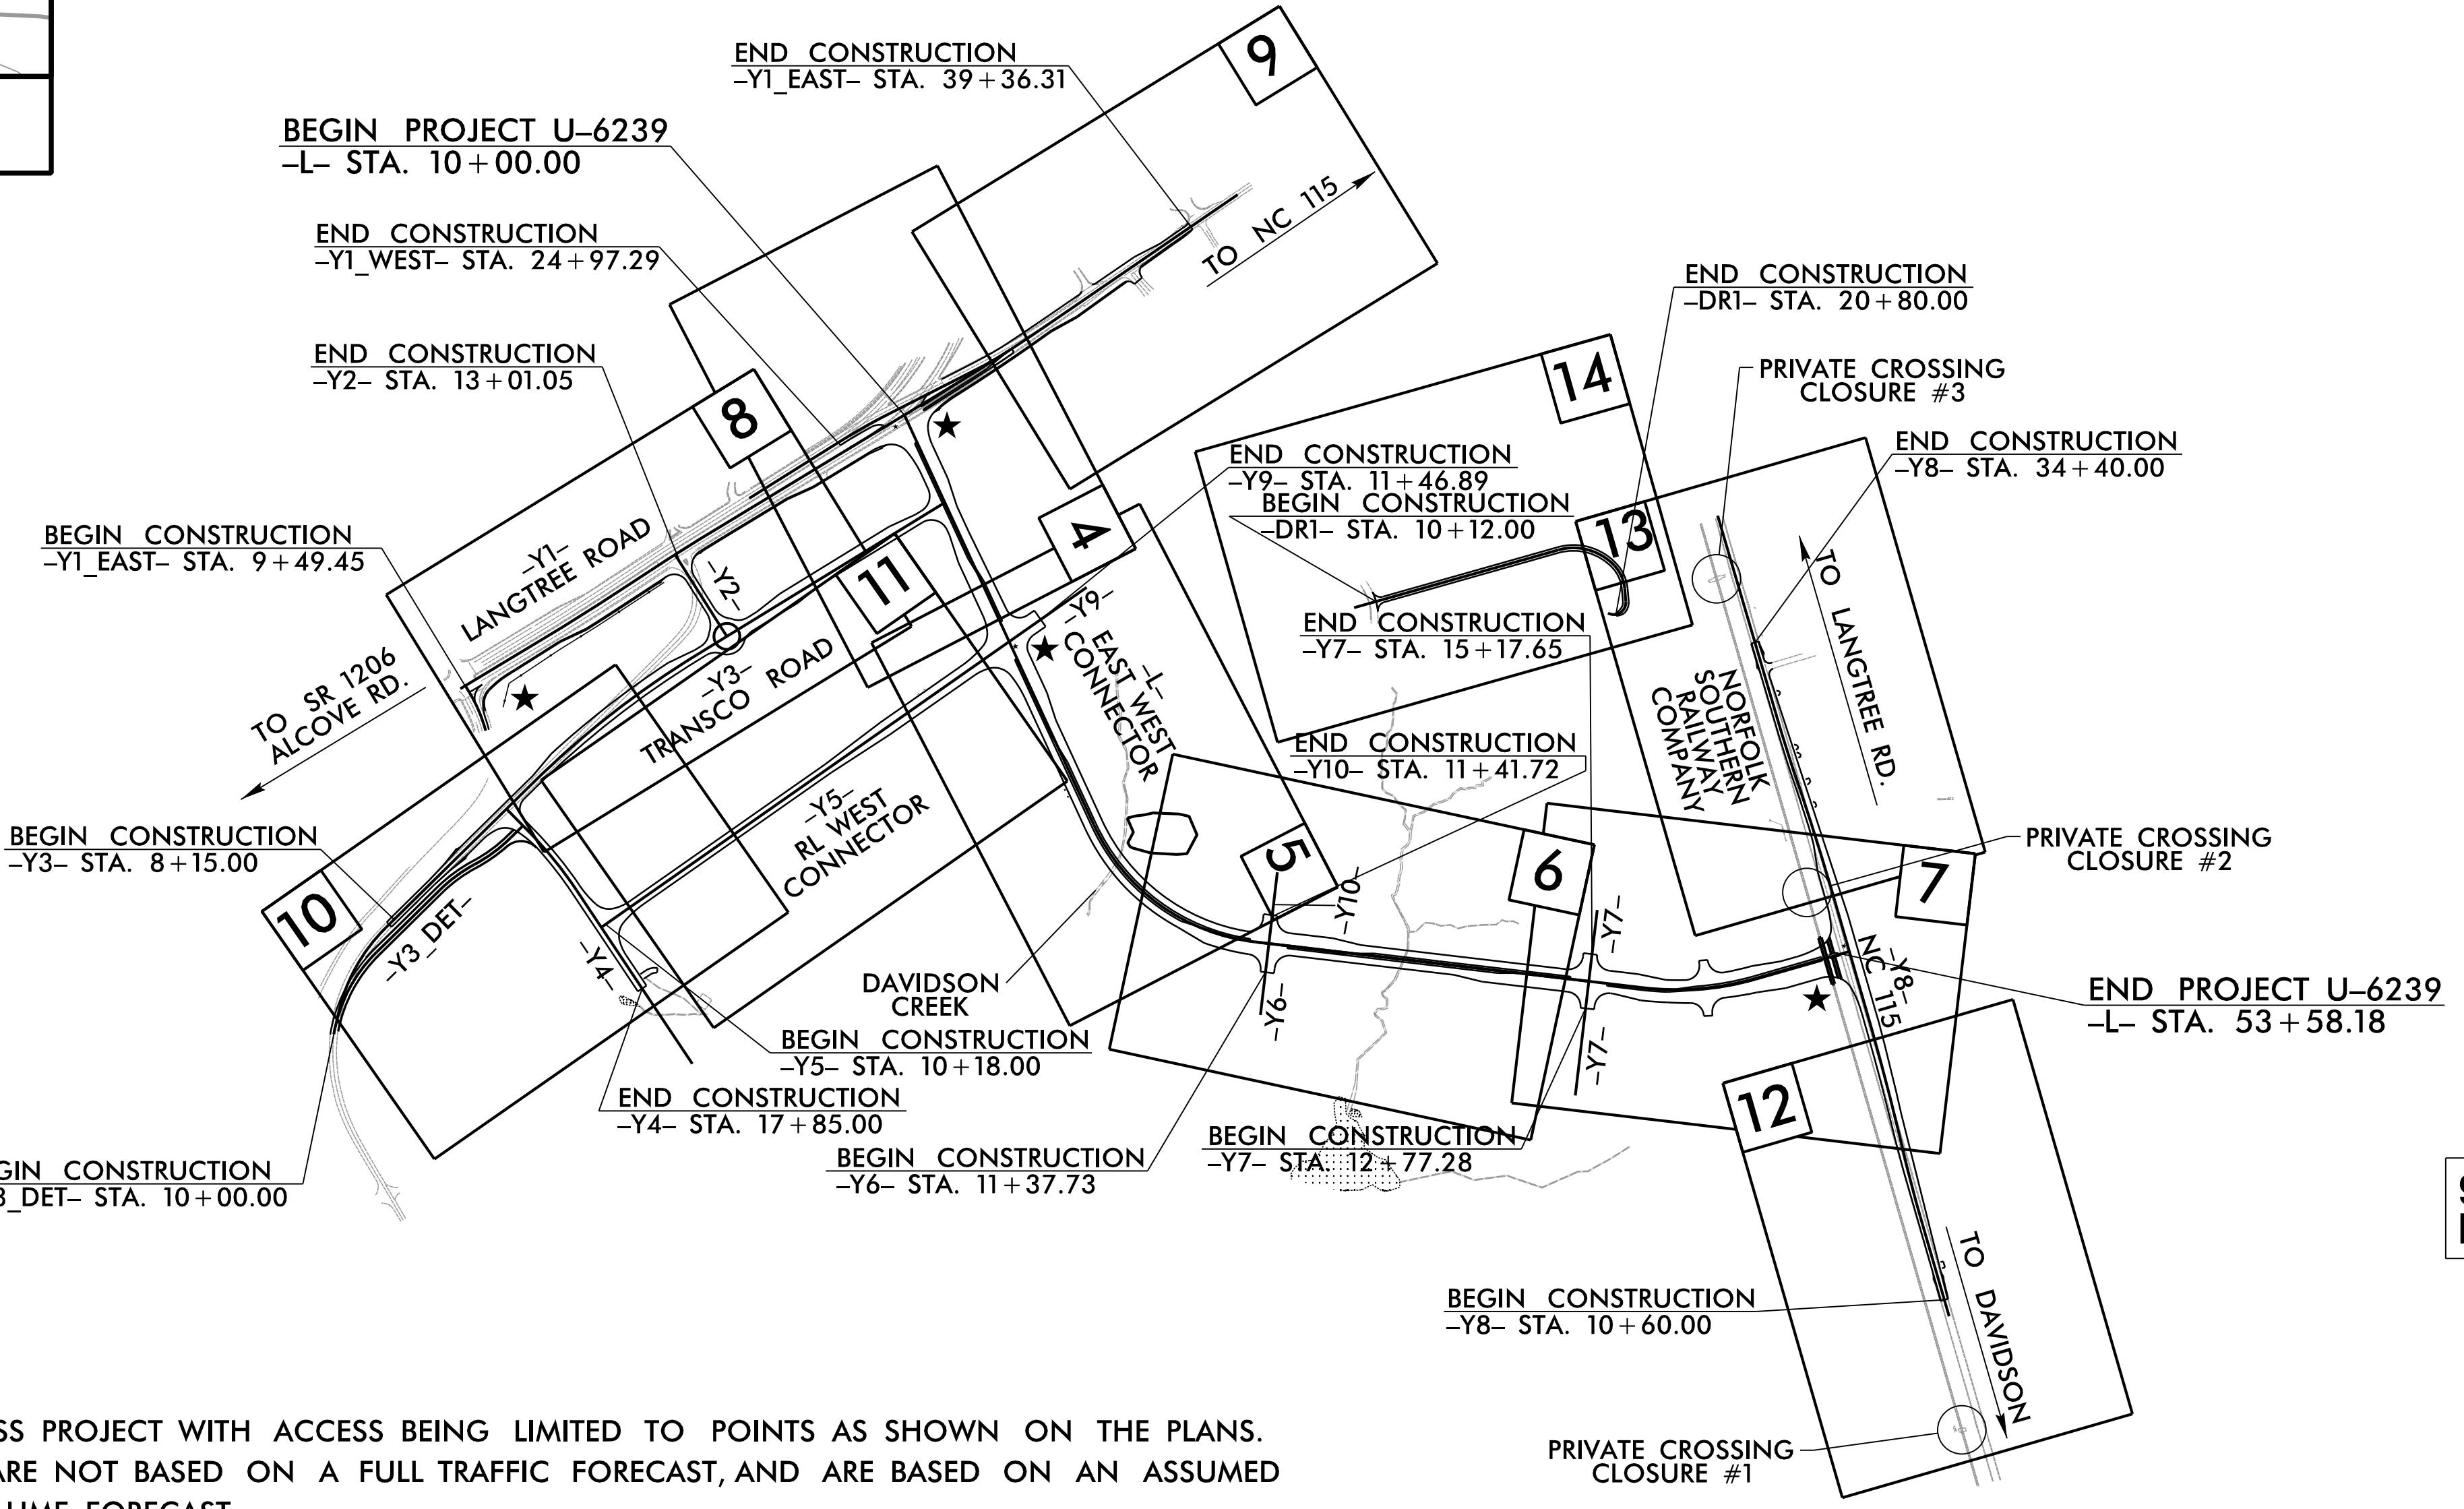 END CONSTRUCTION
–Y1_EAST– STA. 39+36.31
9
BEGIN PROJECT U–6239
–L– STA. 10+00.00
TO NC 115
END CONSTRUCTION
–Y1_WEST– STA. 24+97.29
END CONSTRUCTION
–DR1– STA. 20+80.00
END CONSTRUCTION
–Y2– STA. 13+01.05
PRIVATE CROSSING
CLOSURE #3
14
8
END CONSTRUCTION
–Y9– STA. 11+46.89
END CONSTRUCTION
–Y8– STA. 34+40.00
BEGIN CONSTRUCTION
–DR1– STA. 10+12.00
13
4
BEGIN CONSTRUCTION
–Y1_EAST– STA. 9+49.45
–Y1–
LANGTREE ROAD
–Y2–
11
–Y9–
TO LANGTREE RD.
END CONSTRUCTION
–Y7– STA. 15+17.65
TO SR 1206
ALCOVE RD.
–Y3–
TRANSCO ROAD
–L–
EAST WEST
CONNECTOR
NORFOLK
SOUTHERN
RAILWAY
COMPANY
END CONSTRUCTION
–Y10– STA. 11+41.72
–Y5–
RL WEST
CONNECTOR
BEGIN CONSTRUCTION
–Y3– STA. 8+15.00
PRIVATE CROSSING
CLOSURE #2
5
6
7
10
–Y10–
–Y7–
–Y3_DET–
–Y4–
–Y8–
NC 115
DAVIDSON
CREEK
–Y6–
END PROJECT U–6239
–L– STA. 53+58.18
BEGIN CONSTRUCTION
–Y5– STA. 10+18.00
–Y7–
END CONSTRUCTION
–Y4– STA. 17+85.00
12
BEGIN CONSTRUCTION
–Y7– STA. 12+77.28
BEGIN CONSTRUCTION
–Y6– STA. 11+37.73
GIN CONSTRUCTION
3_DET– STA. 10+00.00
TO DAVIDSON
BEGIN CONSTRUCTION
–Y8– STA. 10+60.00
PRIVATE CROSSING
CLOSURE #1
SS PROJECT WITH ACCESS BEING LIMITED TO POINTS AS SHOWN ON THE PLANS.
ARE NOT BASED ON A FULL TRAFFIC FORECAST, AND ARE BASED ON AN ASSUMED
FORECAST